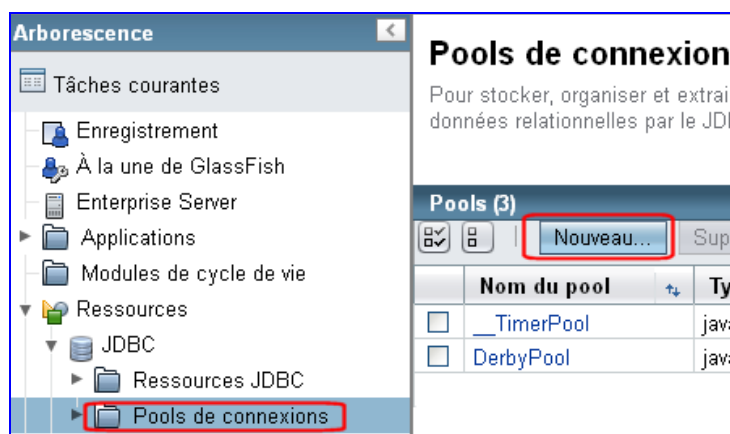 Arborescence
Tâches courantes
Enregistrement
À la une de GlassFish
Enterprise Server
Applications
Modules de cycle de vie
Ressources
JDBC
Ressources JDBC
Pools de connexions
Pools de connexion
Pour stocker, organiser et extrai
données relationnelles par le JD
Pools (3)
Nouveau... Sup
Nom du pool Ty
__TimerPool jav
DerbyPool jav